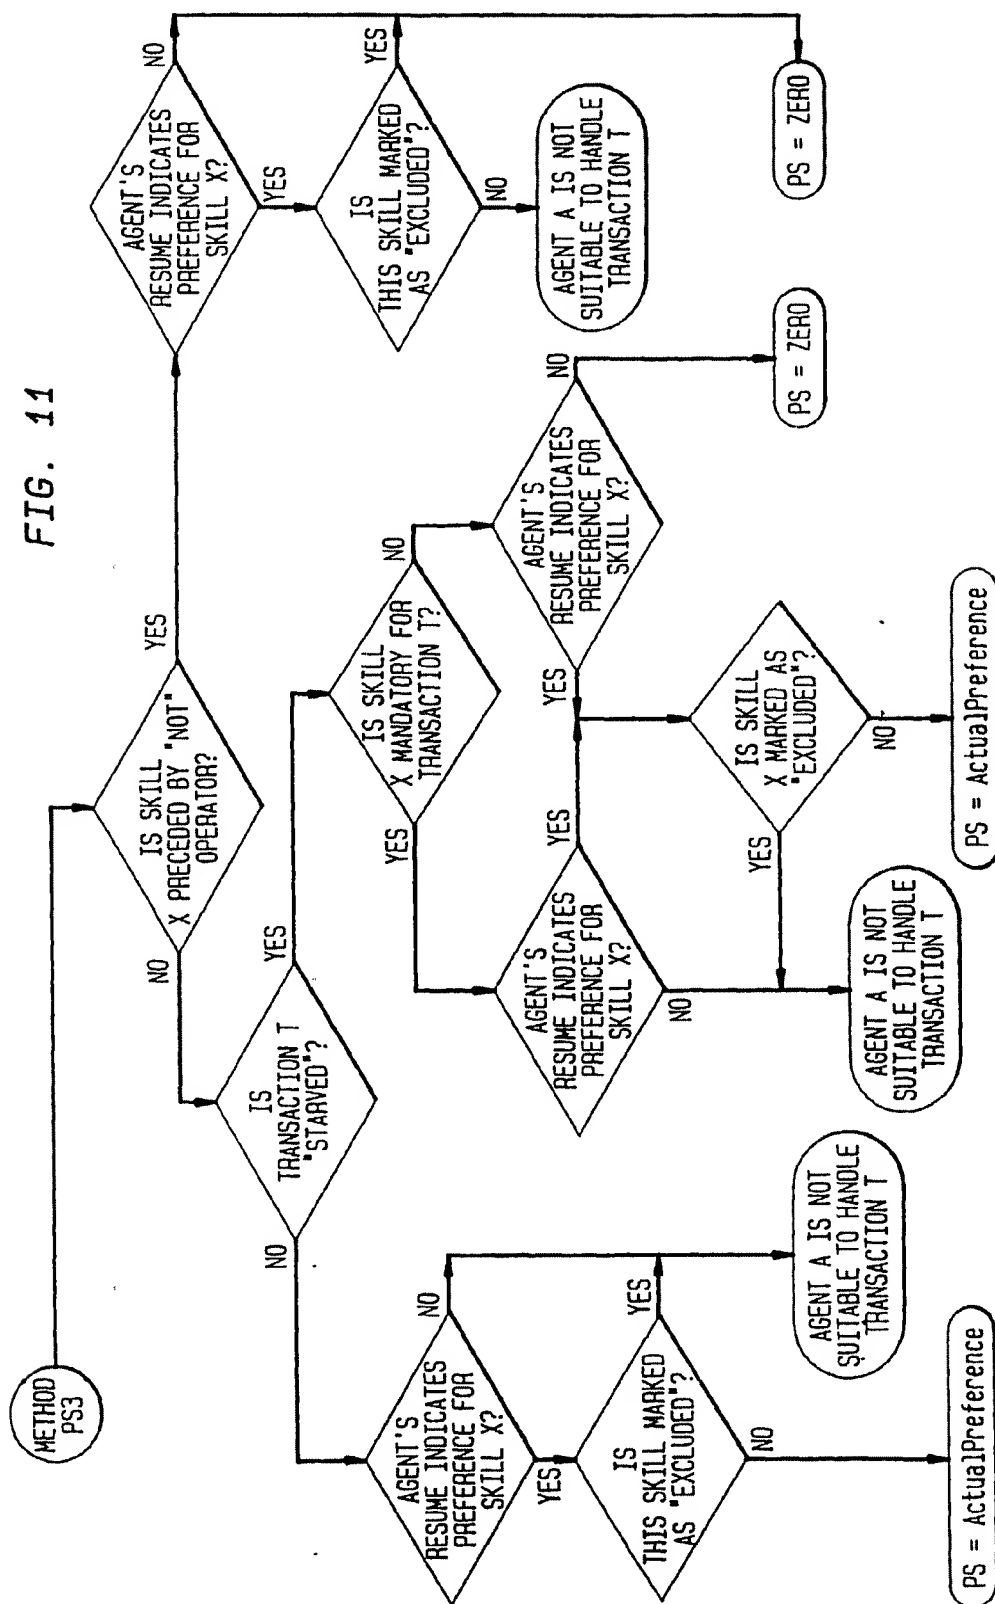 FIG. 11
METHOD
PS3
IS SKILL
X PRECEDED BY "NOT"
OPERATOR?
NO
YES
AGENT'S
RESUME INDICATES
PREFERENCE FOR
SKILL X?
NO
YES
IS
THIS SKILL MARKED
AS "EXCLUDED"?
YES
NO
AGENT A IS NOT
SUITABLE TO HANDLE
TRANSACTION T
PS = ZERO
IS
TRANSACTION T
"STARVED"?
NO
YES
IS SKILL
X MANDATORY FOR
TRANSACTION T?
YES
NO
AGENT'S
RESUME INDICATES
PREFERENCE FOR
SKILL X?
YES
NO
PS = ZERO
AGENT'S
RESUME INDICATES
PREFERENCE FOR
SKILL X?
YES
NO
IS SKILL
X MARKED AS
"EXCLUDED"?
YES
NO
AGENT A IS NOT
SUITABLE TO HANDLE
TRANSACTION T
PS = ActualPreference
AGENT'S
RESUME INDICATES
PREFERENCE FOR
SKILL X?
NO
YES
IS
THIS SKILL MARKED
AS "EXCLUDED"?
YES
NO
AGENT A IS NOT
SUITABLE TO HANDLE
TRANSACTION T
PS = ActualPreference